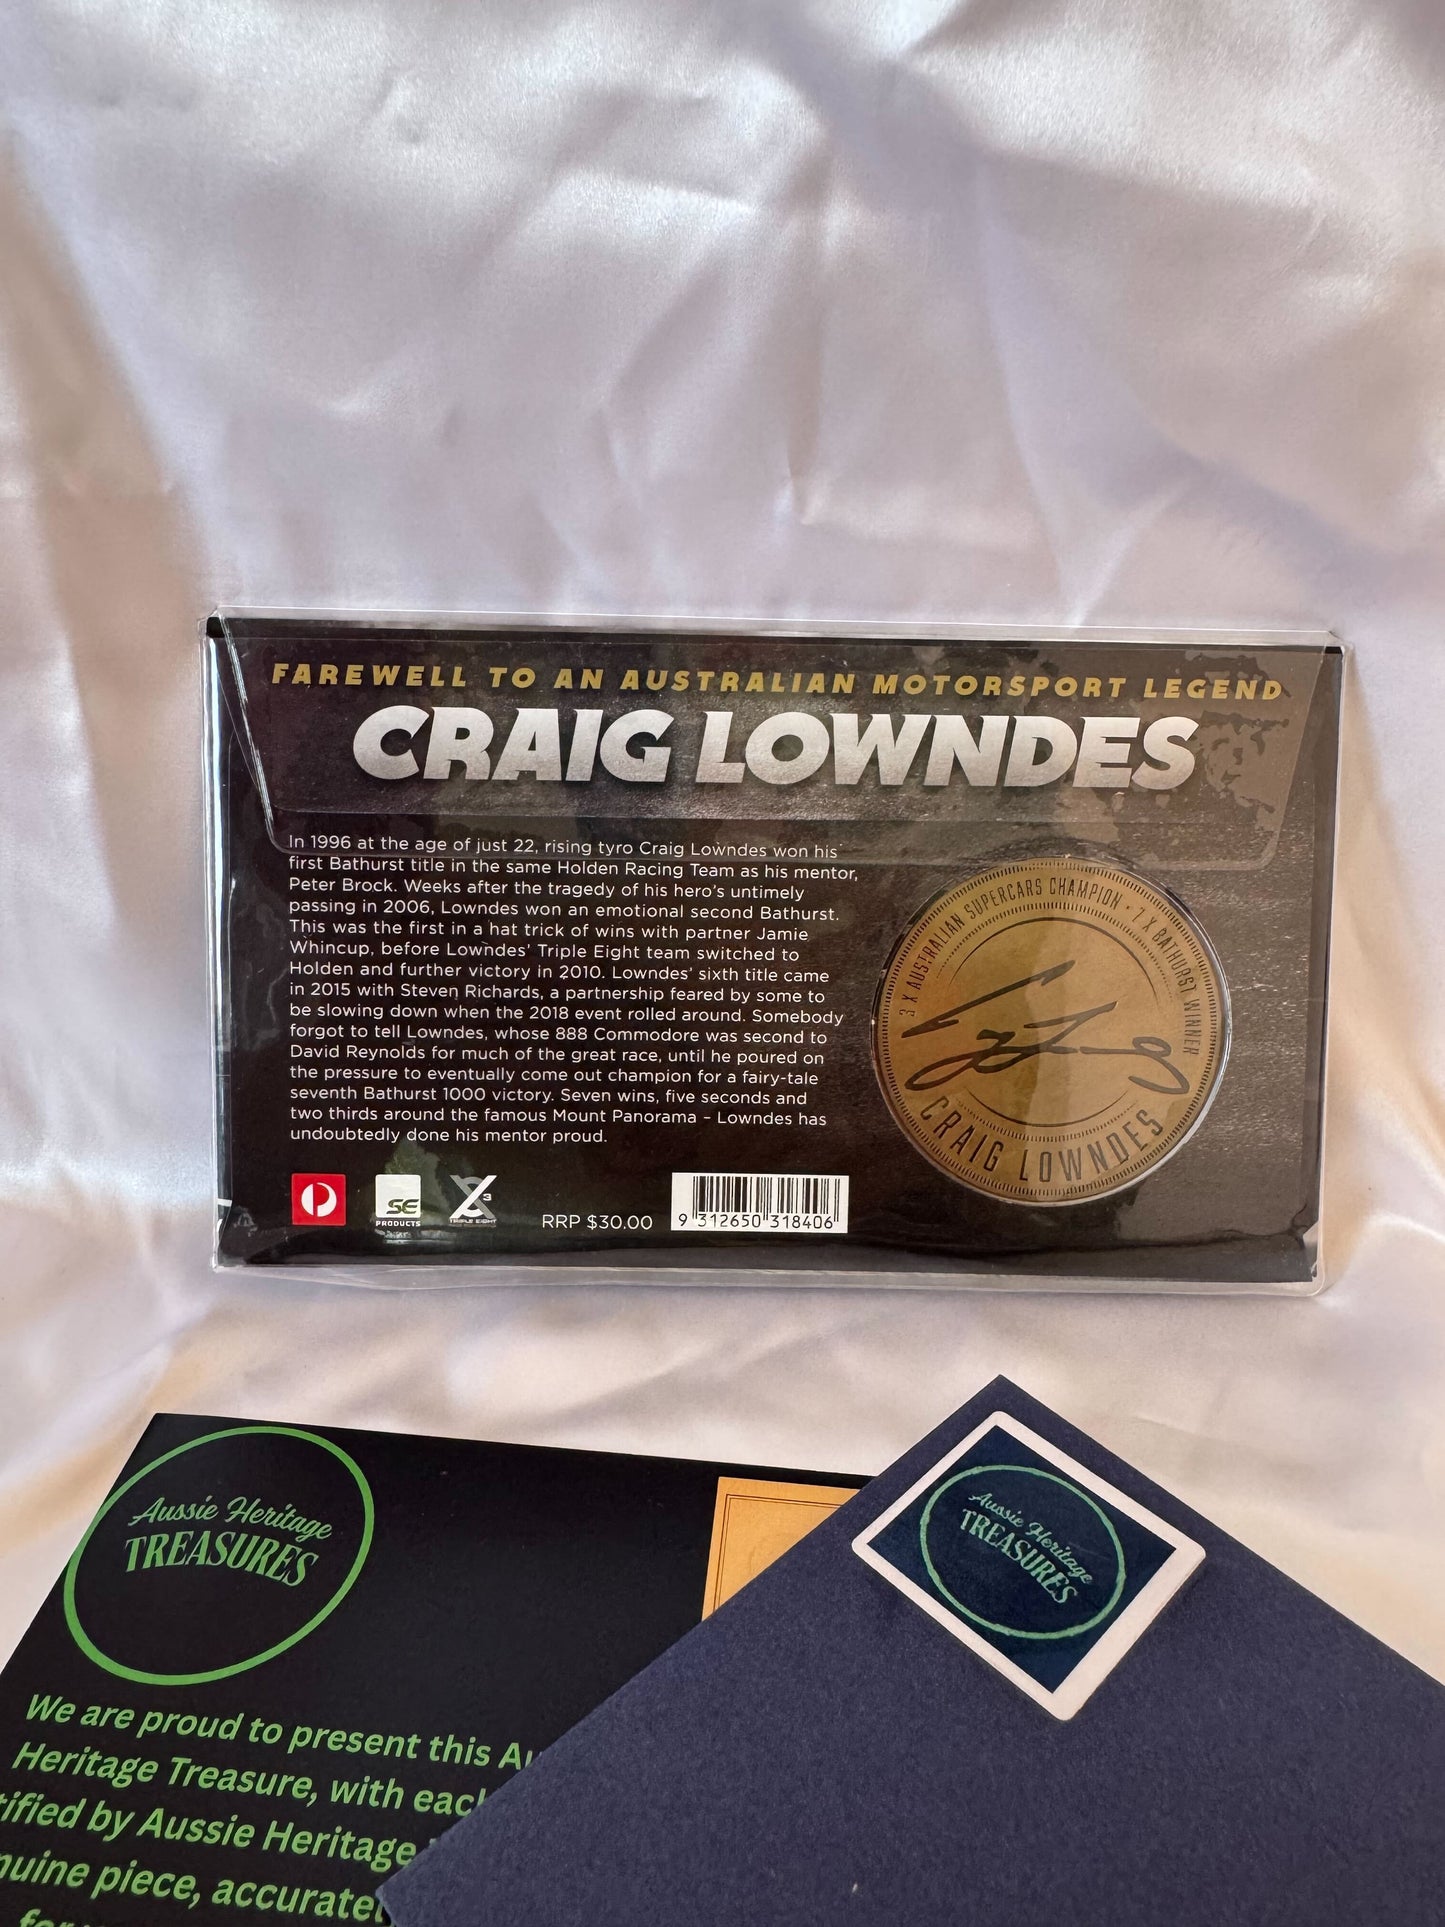 FAREWELL TO AN AUSTRALIAN MOTORSPORT LEGEND
CRAIG LOWNDES
In 1996 at the age of just 22, rising tyro Craig Lowndes won his
first Bathurst title in the same Holden Racing Team as his mentor,
Peter Brock. Weeks after the tragedy of his hero's untimely
passing in 2006, Lowndes won an emotional second Bathurst.
This was the first in a hat trick of wins with partner Jamie
Whincup, before Lowndes' Triple Eight team switched to
Holden and further victory in 2010. Lowndes' sixth title came
in 2015 with Steven Richards, a partnership feared by some to
be slowing down when the 2018 event rolled around. Somebody
forgot to tell Lowndes, whose 888 Commodore was second to
David Reynolds for much of the great race, until he poured on
the pressure to eventually come out champion for a fairy-tale
seventh Bathurst 1000 victory. Seven wins, five seconds and
two thirds around the famous Mount Panorama – Lowndes has
undoubtedly done his mentor proud.
3 X AUSTRALIAN SUPERCARS CHAMPION · 7 X BATHURST WINNER
CRAIG LOWNDES
SE
PRODUCTS
3
TRIPLE EIGHT
RRP $30.00
9 312650 318406
Aussie Heritage
TREASURES
Aussie Heritage
TREASURES
We are proud to present this Au
Heritage Treasure, with each
tified by Aussie Heritage
nuine piece, accuratel